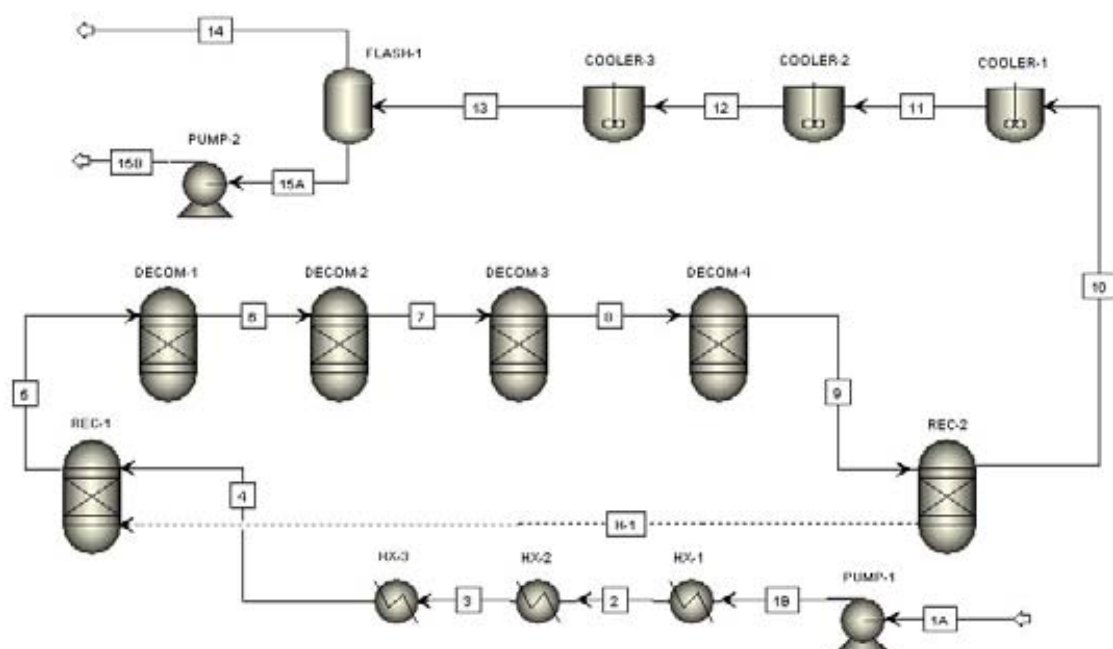 14
FLASH-1
COOLER-3
COOLER-2
COOLER-1
13
12
11
PUMP-2
15B
15A
DECOM-1
DECOM-2
DECOM-3
DECOM-4
10
6
7
8
5
9
REC-1
REC-2
4
H-1
HX-3
HX-2
HX-1
PUMP-1
3
2
1B
1A